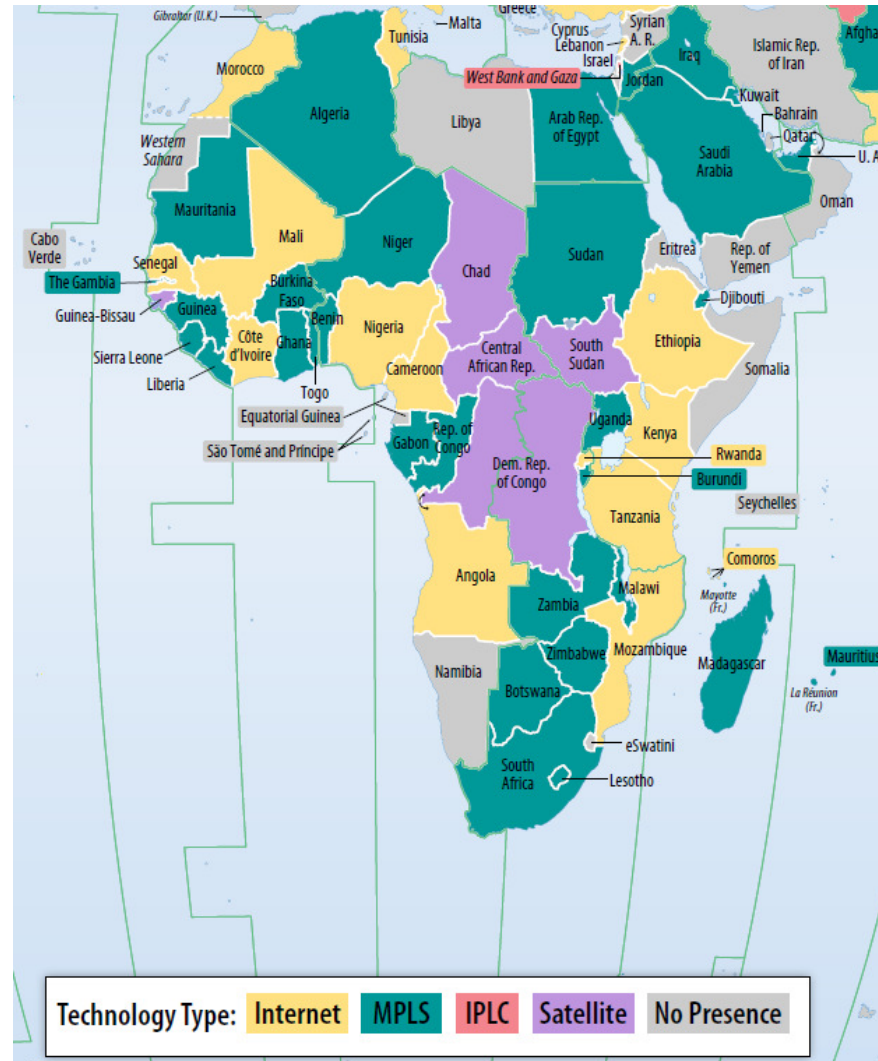 Gibraltar (U.K.)
Malta
Greece
Cyprus
Lebanon
Israel
Syrian
A. R.
Tunisia
Morocco
West Bank and Gaza
Jordan
Iraq
Islamic Rep.
of Iran
Kuwait
Bahrain
Qatar
Algeria
Libya
Arab Rep.
of Egypt
Saudi
Arabia
Oman
Western
Sahara
Mauritania
Mali
Niger
Chad
Sudan
Eritrea
Rep. of
Yemen
Cabo
Verde
Senegal
The Gambia
Guinea-Bissau
Guinea
Sierra Leone
Liberia
Côte
d'Ivoire
Burkina
Faso
Ghana
Benin
Togo
Nigeria
Cameroon
Central
African Rep.
South
Sudan
Ethiopia
Djibouti
Somalia
Equatorial Guinea
São Tomé and Príncipe
Gabon
Rep. of
Congo
Dem. Rep.
of Congo
Uganda
Kenya
Rwanda
Burundi
Seychelles
Tanzania
Comoros
Mayotte
(Fr.)
Angola
Zambia
Malawi
Mozambique
Zimbabwe
Madagascar
Mauritius
La Réunion
(Fr.)
Namibia
Botswana
eSwatini
South
Africa
Lesotho
Technology Type: Internet MPLS IPLC Satellite No Presence